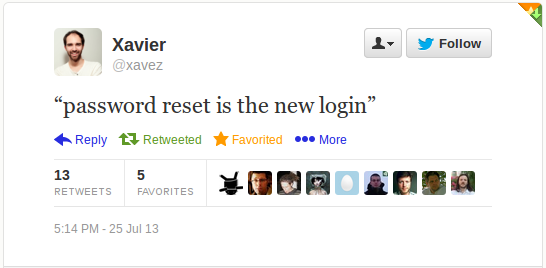 Xavier
@xavez
Follow
“password reset is the new login”
Reply Retweeted Favorited More
13 RETWEETS
5 FAVORITES
5:14 PM - 25 Jul 13